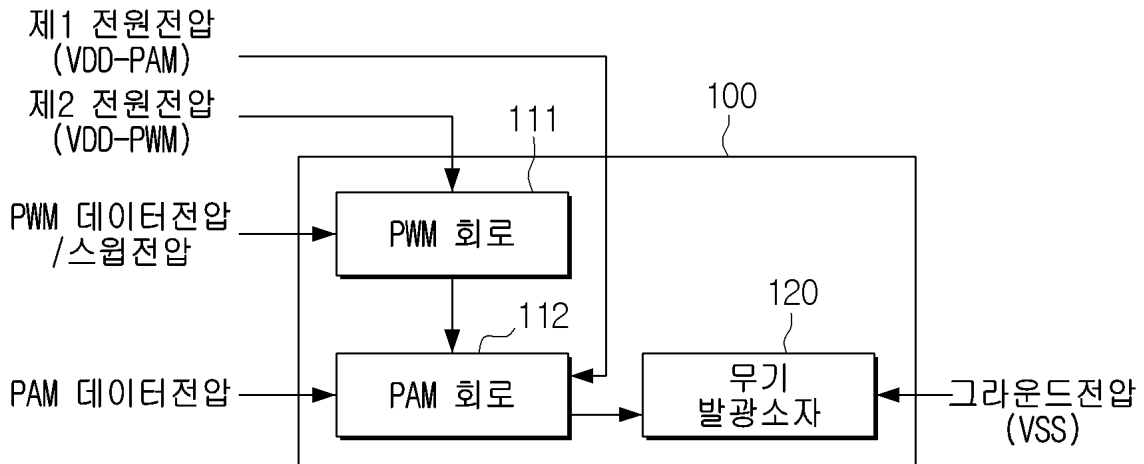 제1 전원전압
(VDD-PAM)
제2 전원전압
(VDD-PWM)
111
100
PWM 데이터전압
/스윕전압
PWM 회로
112
120
PAM 데이터전압
PAM 회로
무기
발광소자
그라운드전압
(VSS)